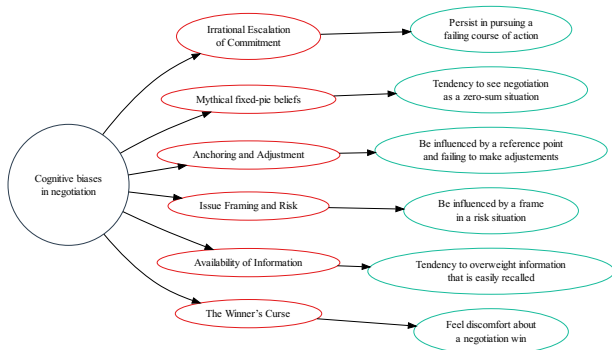 Cognitive biases
in negotiation
Irrational Escalation
of Commitment
Persist in pursuing a
failing course of action
Mythical fixed-pie beliefs
Tendency to see negotiation
as a zero-sum situation
Anchoring and Adjustment
Be influenced by a reference point
and failing to make adjustements
Issue Framing and Risk
Be influenced by a frame
in a risk situation
Availability of Information
Tendency to overweight information
that is easily recalled
The Winner's Curse
Feel discomfort about
a negotiation win